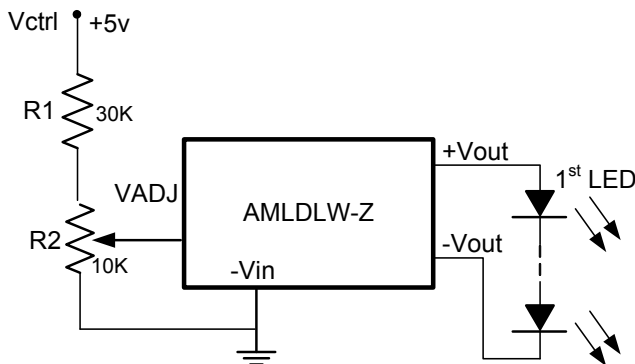 Vctrl +5v
R1 30K
VADJ
R2 10K
AMLDLW-Z
-Vin
+Vout
-Vout
1st LED